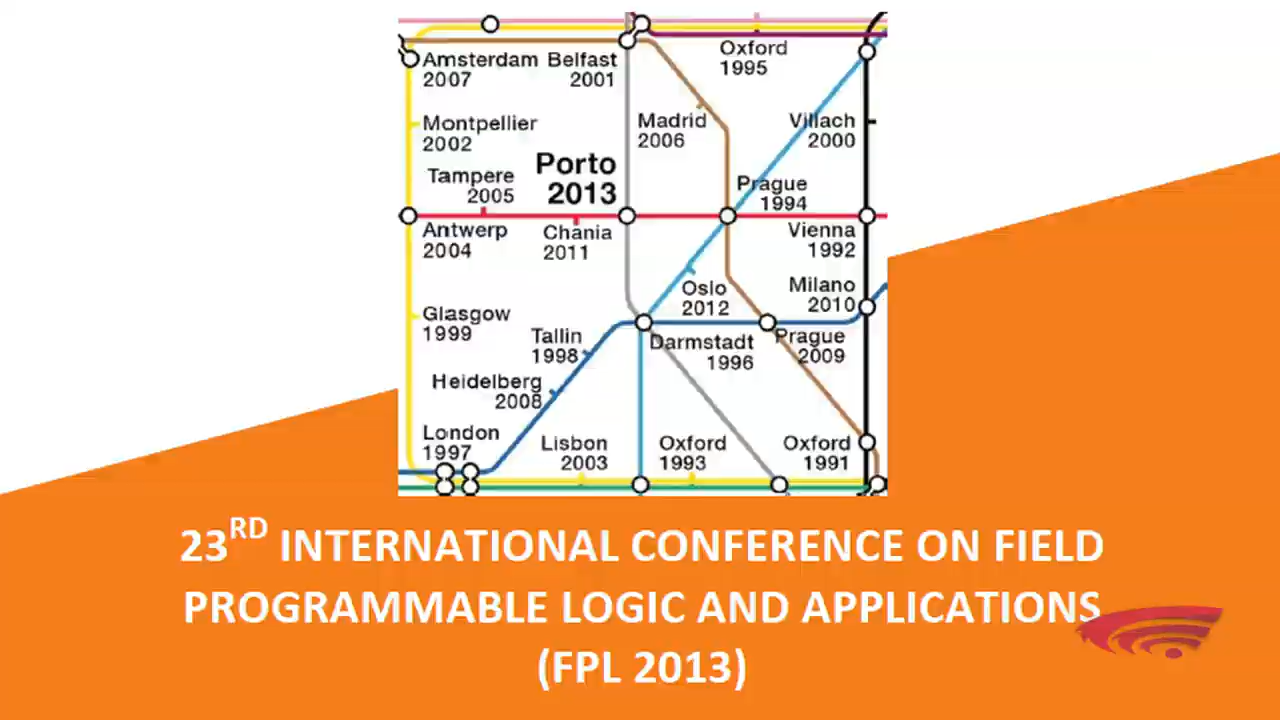 Oxford
1995
Amsterdam
2007
Belfast
2001
Madrid
2006
Villach
2000
Montpellier
2002
Porto
2013
Tampere
2005
Prague
1994
Antwerp
2004
Chania
2011
Vienna
1992
Oslo
2012
Milano
2010
Glasgow
1999
Tallin
1998
Darmstadt
1996
Prague
2009
Heidelberg
2008
London
1997
Lisbon
2003
Oxford
1993
Oxford
1991
23RD INTERNATIONAL CONFERENCE ON FIELD
PROGRAMMABLE LOGIC AND APPLICATIONS
(FPL 2013)